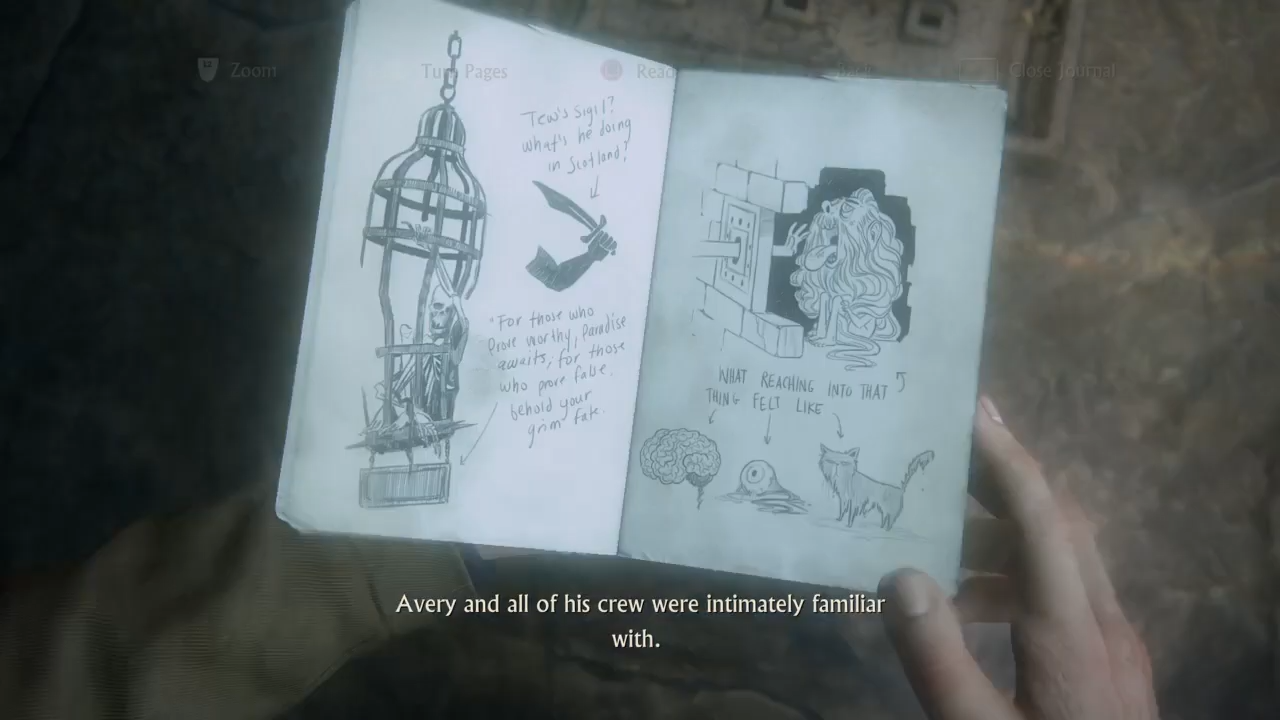 Zoom
Turn Pages
Read
Back
Close Journal
Tew's Sigil?
what's he doing
in Scotland?
"For those who
prove worthy, Paradise
awaits; for those
who prove false,
behold your
grim fate.
WHAT REACHING INTO THAT
THING FELT LIKE
Avery and all of his crew were intimately familiar
with.